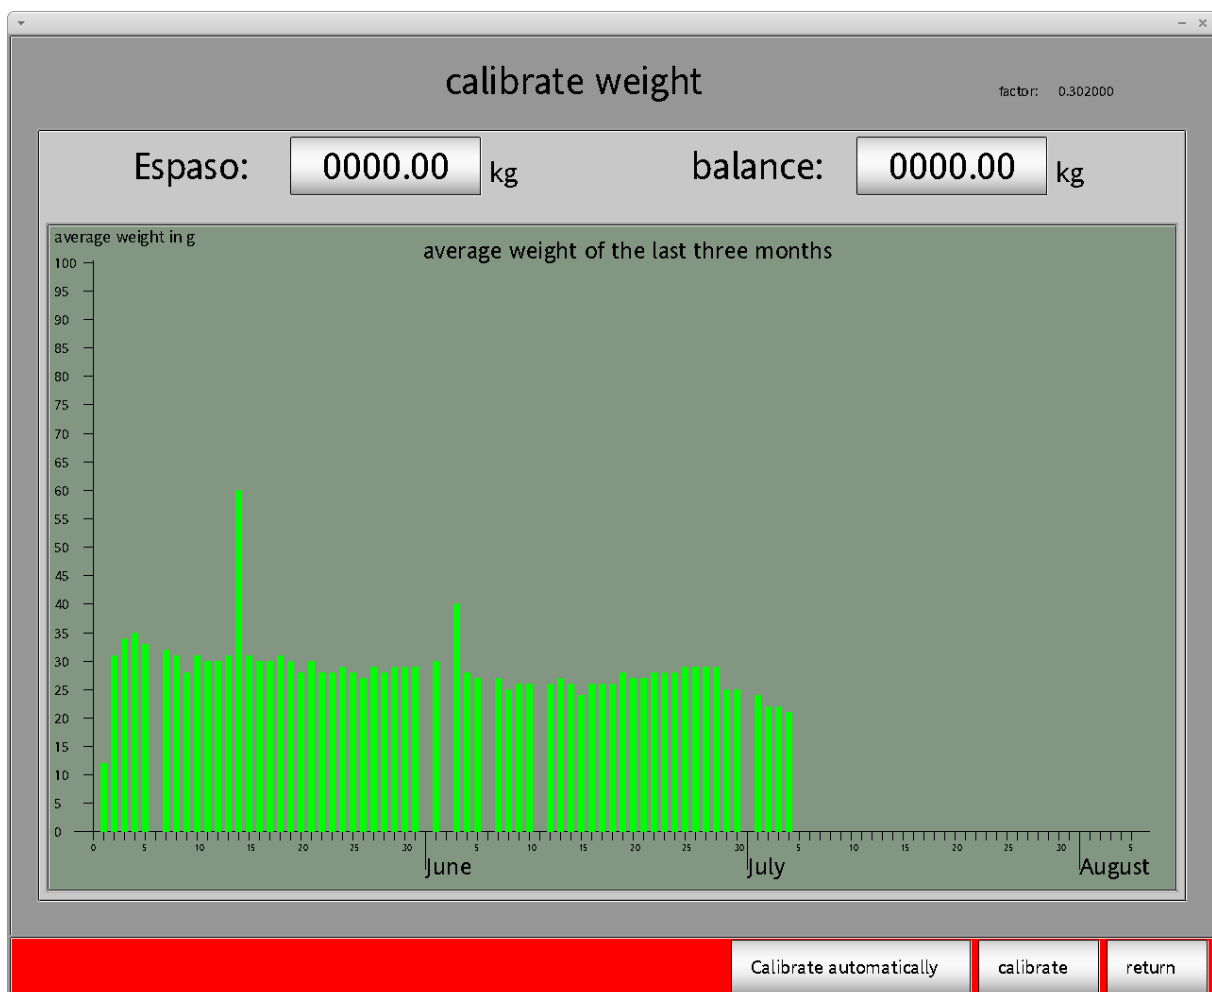 calibrate weight
factor: 0.302000
Espaso: 0000.00 kg balance: 0000.00 kg
average weight in g
average weight of the last three months
100
95
90
85
80
75
70
65
60
55
50
45
40
35
30
25
20
15
10
5
0
0 5 10 15 20 25 30 5 10 15 20 25 30 5 10 15 20 25 30 5
June July August
Calibrate automatically calibrate return